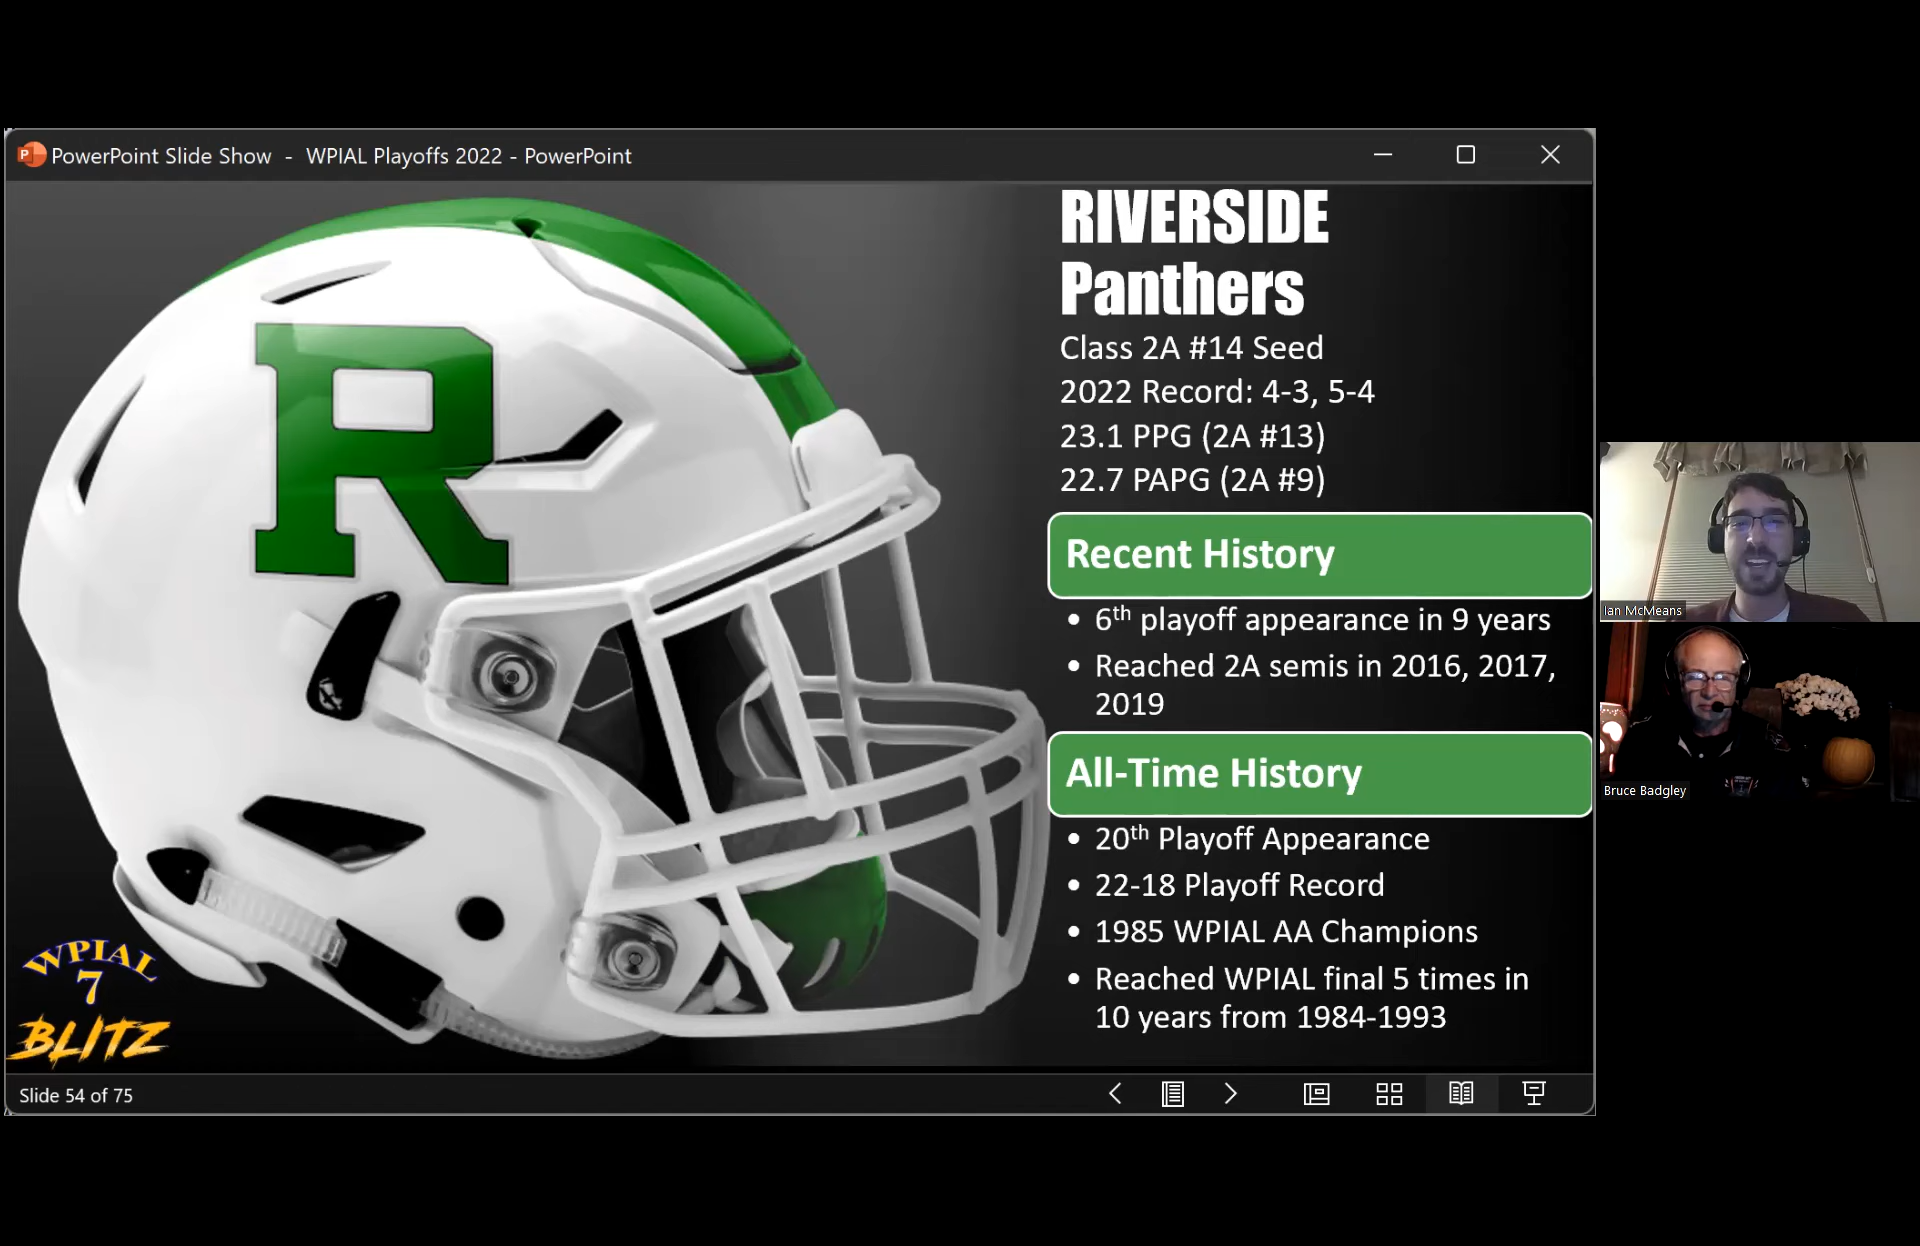 PowerPoint Slide Show - WPIAL Playoffs 2022 - PowerPoint
RIVERSIDE
Panthers
Class 2A #14 Seed
2022 Record: 4-3, 5-4
23.1 PPG (2A #13)
22.7 PAPG (2A #9)
Recent History
• 6th playoff appearance in 9 years
• Reached 2A semis in 2016, 2017,
2019
All-Time History
• 20th Playoff Appearance
• 22-18 Playoff Record
• 1985 WPIAL AA Champions
• Reached WPIAL final 5 times in
10 years from 1984-1993
R
WPIAL
7
BLITZ
Slide 54 of 75
Ian McMeans
Bruce Badgley